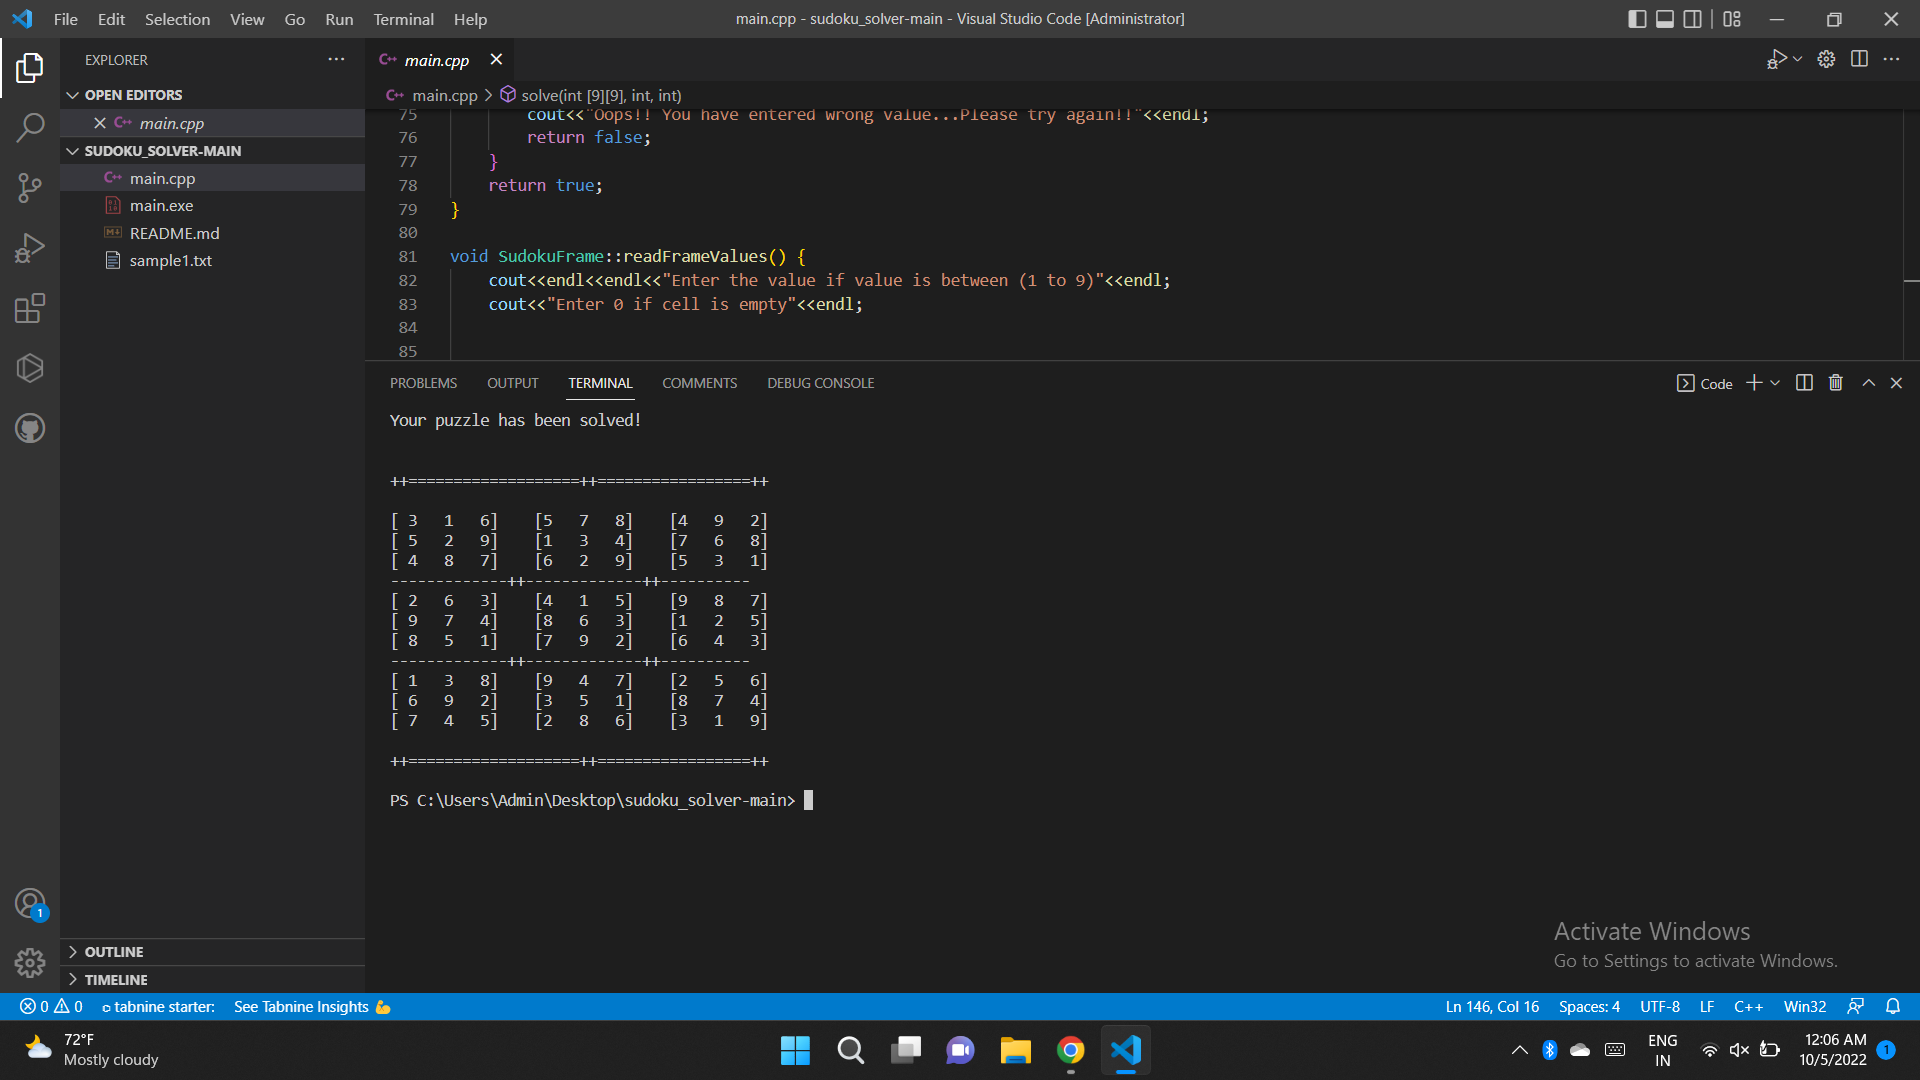 File Edit Selection View Go Run Terminal Help
main.cpp - sudoku_solver-main - Visual Studio Code [Administrator]
EXPLORER
OPEN EDITORS
main.cpp
SUDOKU_SOLVER-MAIN
main.cpp
main.exe
README.md
sample1.txt
OUTLINE
TIMELINE
main.cpp
main.cpp > solve(int [9][9], int, int)
75 cout<<"Oops!! You have entered wrong value...Please try again!!"<<endl;
76 return false;
77 }
78 return true;
79 }
80
81 void SudokuFrame::readFrameValues() {
82 cout<<endl<<endl<<"Enter the value if value is between (1 to 9)"<<endl;
83 cout<<"Enter 0 if cell is empty"<<endl;
84
85
PROBLEMS OUTPUT TERMINAL COMMENTS DEBUG CONSOLE
Code
Your puzzle has been solved!
++===================++=================++
[ 3 1 6] [5 7 8] [4 9 2]
[ 5 2 9] [1 3 4] [7 6 8]
[ 4 8 7] [6 2 9] [5 3 1]
-------------++-------------++----------
[ 2 6 3] [4 1 5] [9 8 7]
[ 9 7 4] [8 6 3] [1 2 5]
[ 8 5 1] [7 9 2] [6 4 3]
-------------++-------------++----------
[ 1 3 8] [9 4 7] [2 5 6]
[ 6 9 2] [3 5 1] [8 7 4]
[ 7 4 5] [2 8 6] [3 1 9]
++===================++=================++
PS C:\Users\Admin\Desktop\sudoku_solver-main>
Activate Windows
Go to Settings to activate Windows.
1
0 0 tabnine starter: See Tabnine Insights 💪 Ln 146, Col 16 Spaces: 4 UTF-8 LF C++ Win32
72°F
Mostly cloudy
ENG
IN
12:06 AM
10/5/2022
1